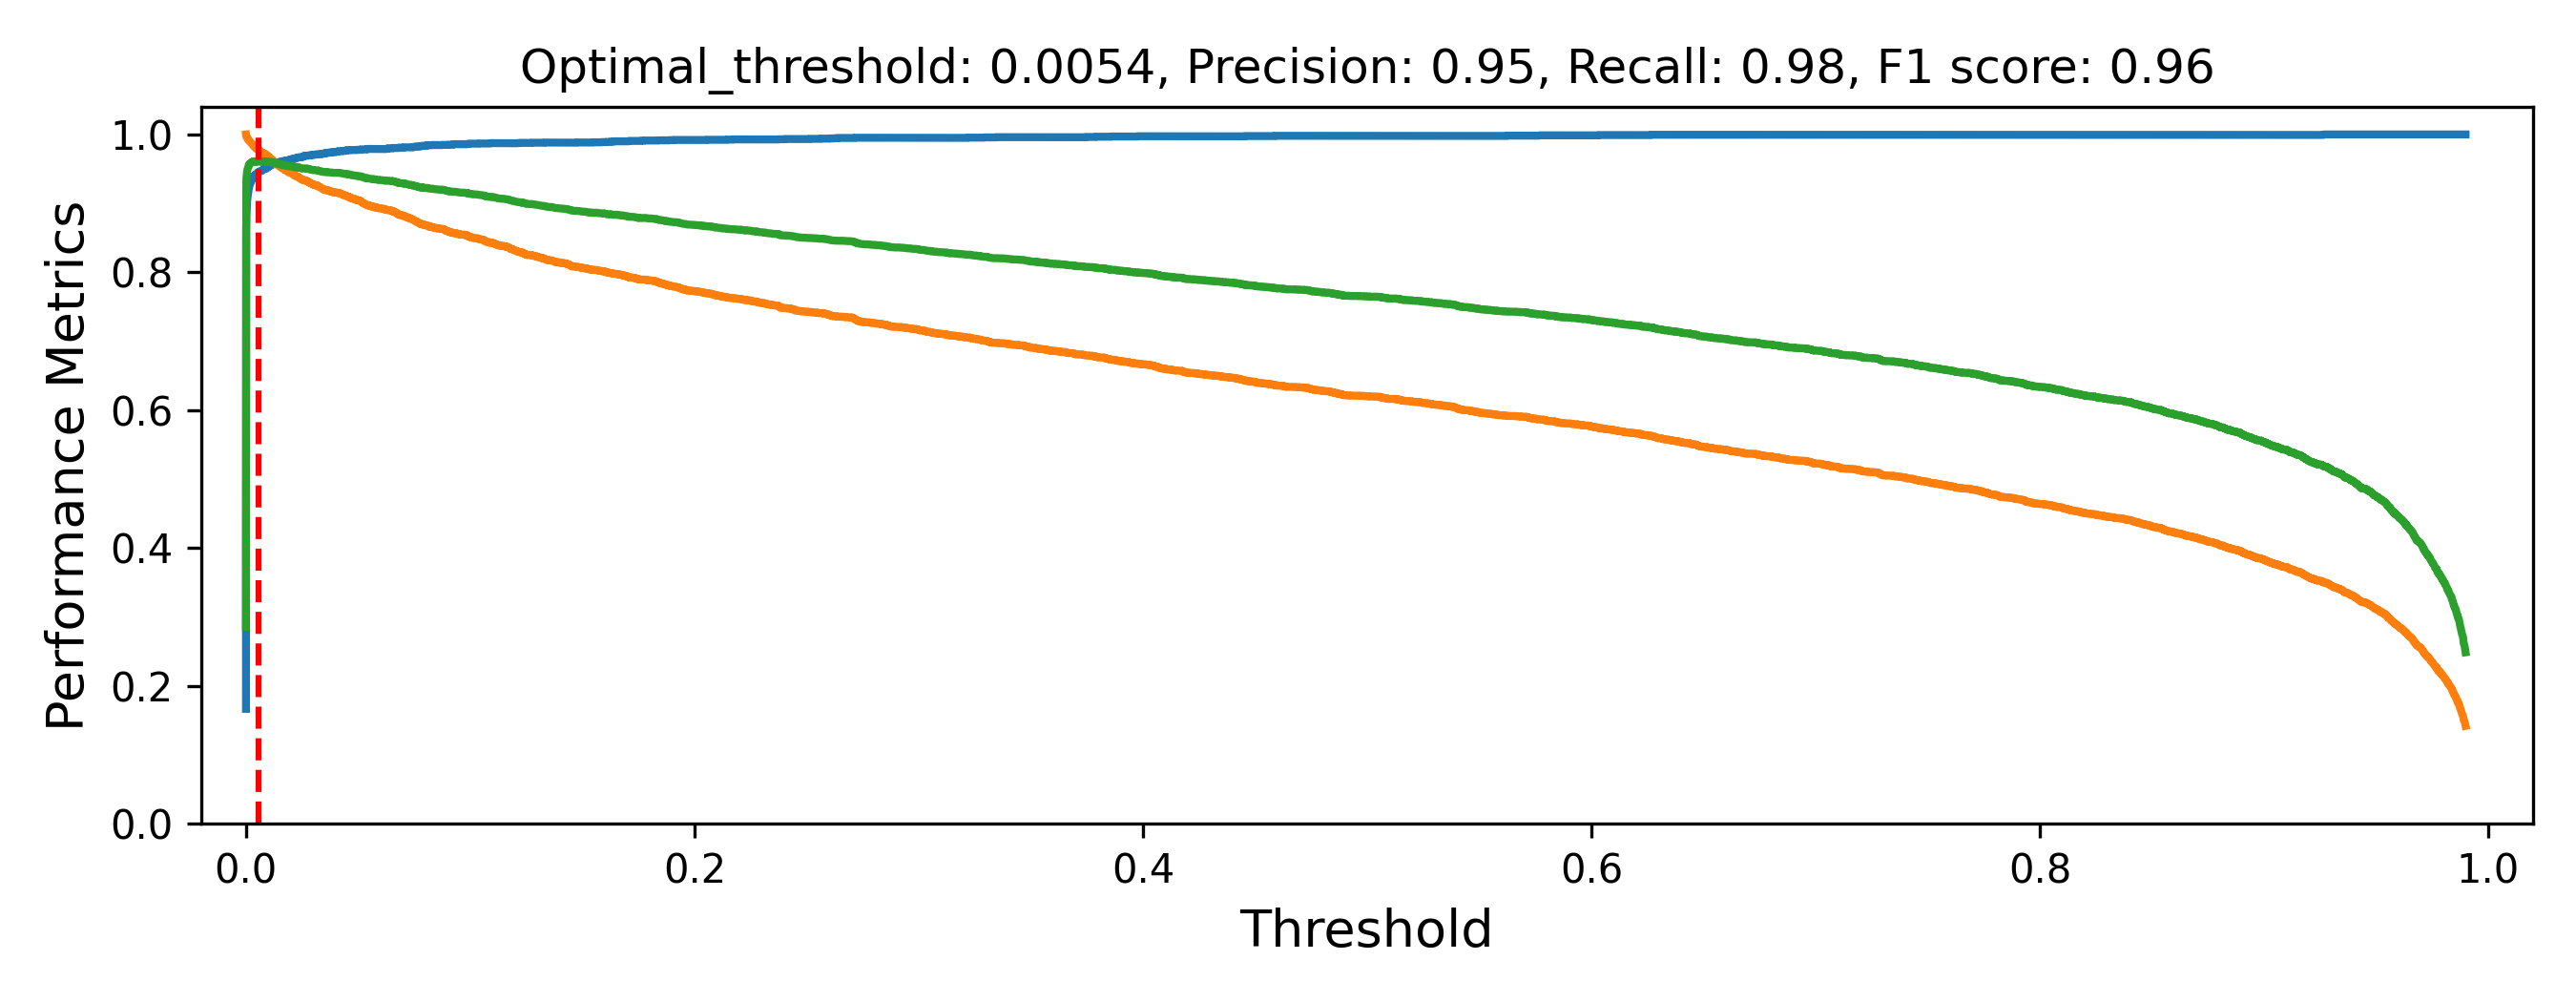 Optimal_threshold: 0.0054, Precision: 0.95, Recall: 0.98, F1 score: 0.96
Performance Metrics
1.0
0.8
0.6
0.4
0.2
0.0
0.0 0.2 0.4 0.6 0.8 1.0
Threshold